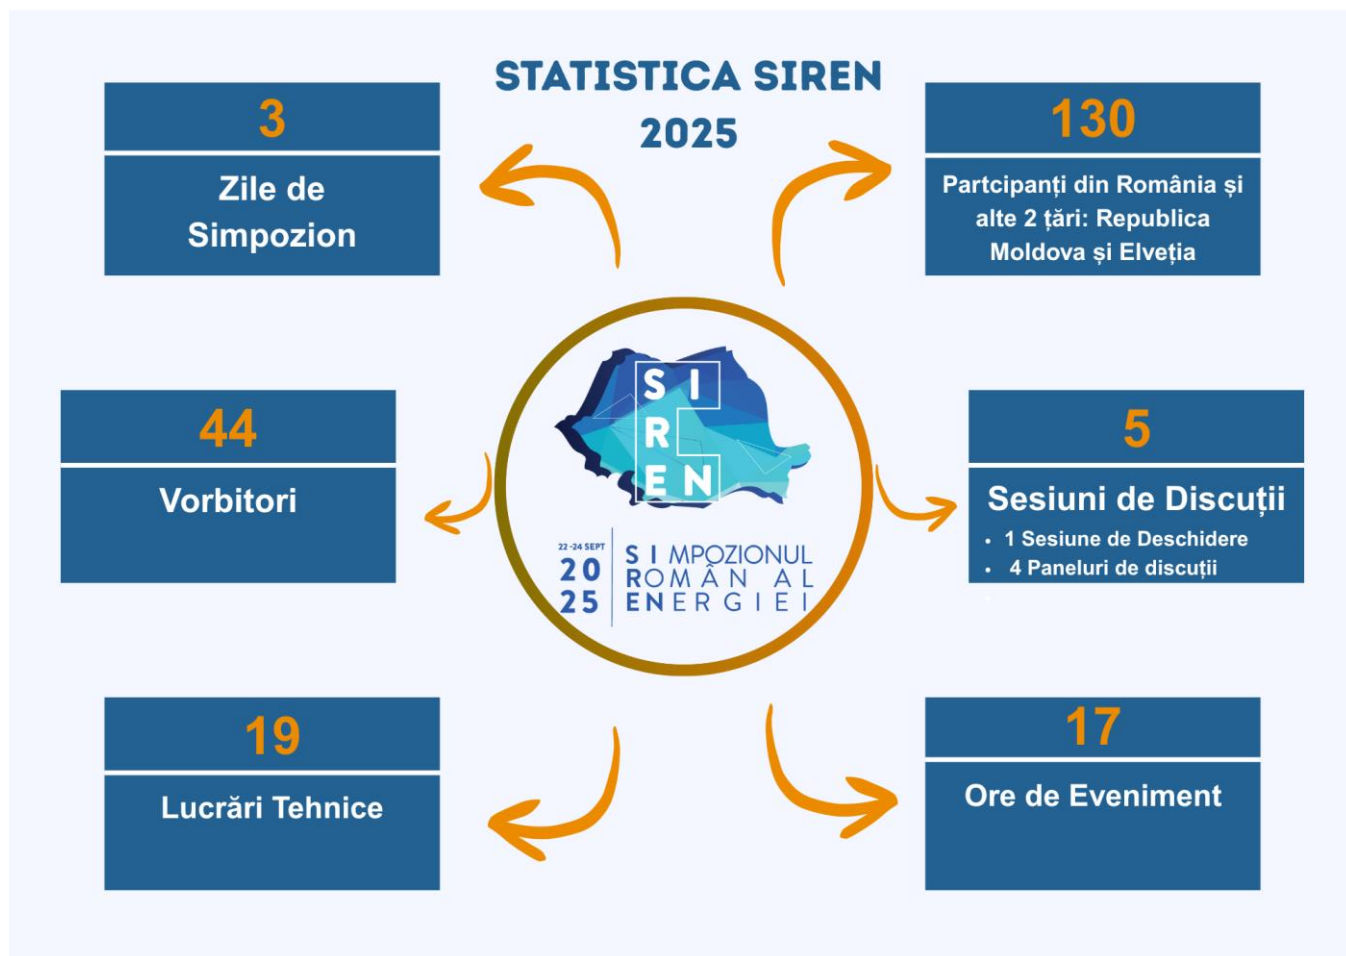 STATISTICA SIREN
2025
3
Zile de
Simpozion
130
Partcipanți din România și
alte 2 țări: Republica
Moldova și Elveția
44
Vorbitori
S I
R
E N
22-24 SEPT
20
25
SIMPOZIONUL
ROMÂN AL
ENERGIEI
5
Sesiuni de Discuții
• 1 Sesiune de Deschidere
• 4 Paneluri de discuții
19
Lucrări Tehnice
17
Ore de Eveniment